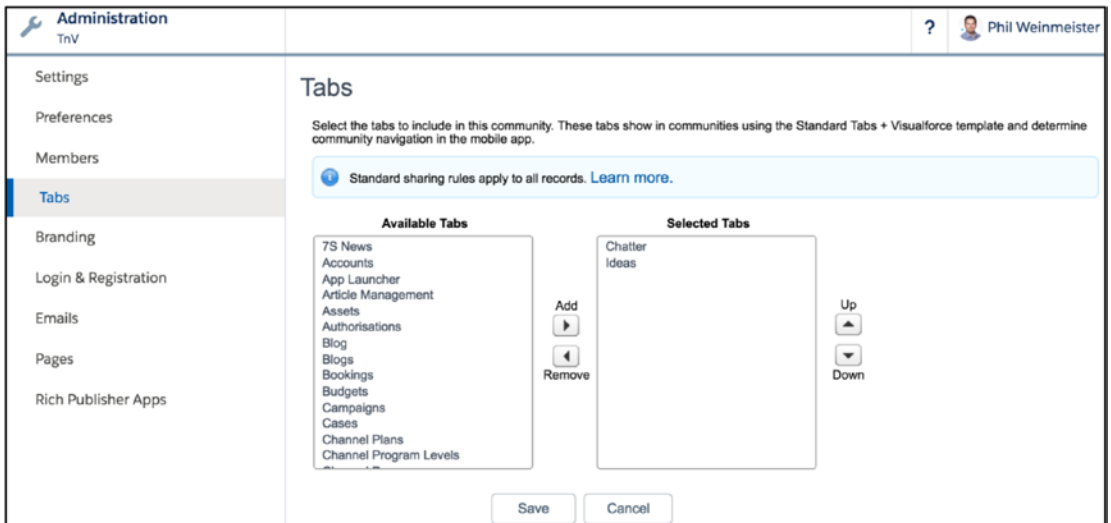 Administration
TnV
? Phil Weinmeister
Settings
Preferences
Members
Tabs
Branding
Login & Registration
Emails
Pages
Rich Publisher Apps
Tabs
Select the tabs to include in this community. These tabs show in communities using the Standard Tabs + Visualforce template and determine
community navigation in the mobile app.
Standard sharing rules apply to all records. Learn more.
Available Tabs
7S News
Accounts
App Launcher
Article Management
Assets
Authorisations
Blog
Blogs
Bookings
Budgets
Campaigns
Cases
Channel Plans
Channel Program Levels
Add
Remove
Selected Tabs
Chatter
Ideas
Up
Down
Save Cancel